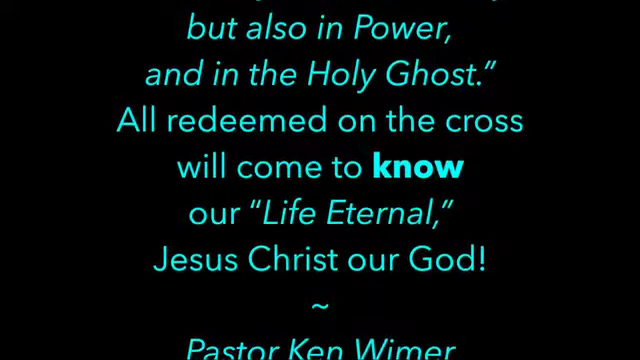 but also in Power,
and in the Holy Ghost.”
All redeemed on the cross
will come to know
our “Life Eternal,”
Jesus Christ our God!
~
Pastor Ken Wimer